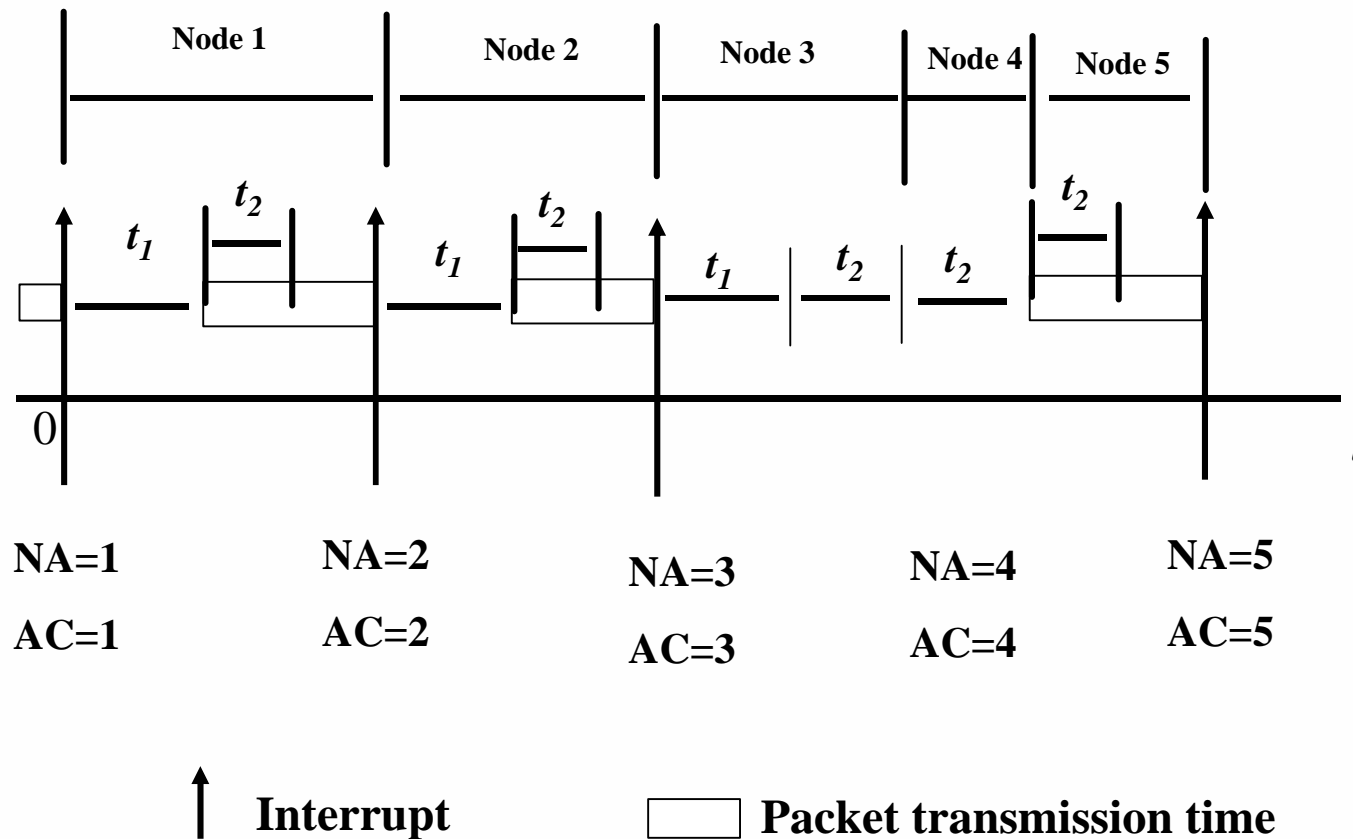 Node 1
Node 2
Node 3
Node 4
Node 5
t2
t2
t2
t1
t1
t1
t2
t2
0
NA=1
NA=2
NA=3
NA=4
NA=5
AC=1
AC=2
AC=3
AC=4
AC=5
Interrupt
Packet transmission time